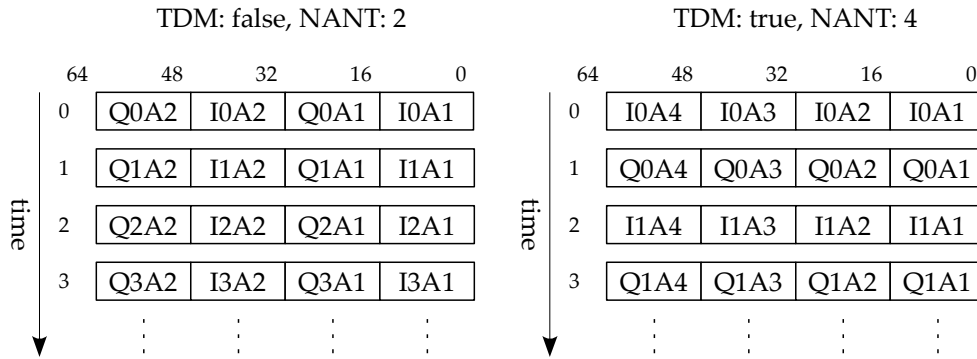 TDM: false, NANT: 2
64 48 32 16 0
0 Q0A2 I0A2 Q0A1 I0A1
1 Q1A2 I1A2 Q1A1 I1A1
2 Q2A2 I2A2 Q2A1 I2A1
3 Q3A2 I3A2 Q3A1 I3A1
time
TDM: true, NANT: 4
64 48 32 16 0
0 I0A4 I0A3 I0A2 I0A1
1 Q0A4 Q0A3 Q0A2 Q0A1
2 I1A4 I1A3 I1A2 I1A1
3 Q1A4 Q1A3 Q1A2 Q1A1
time